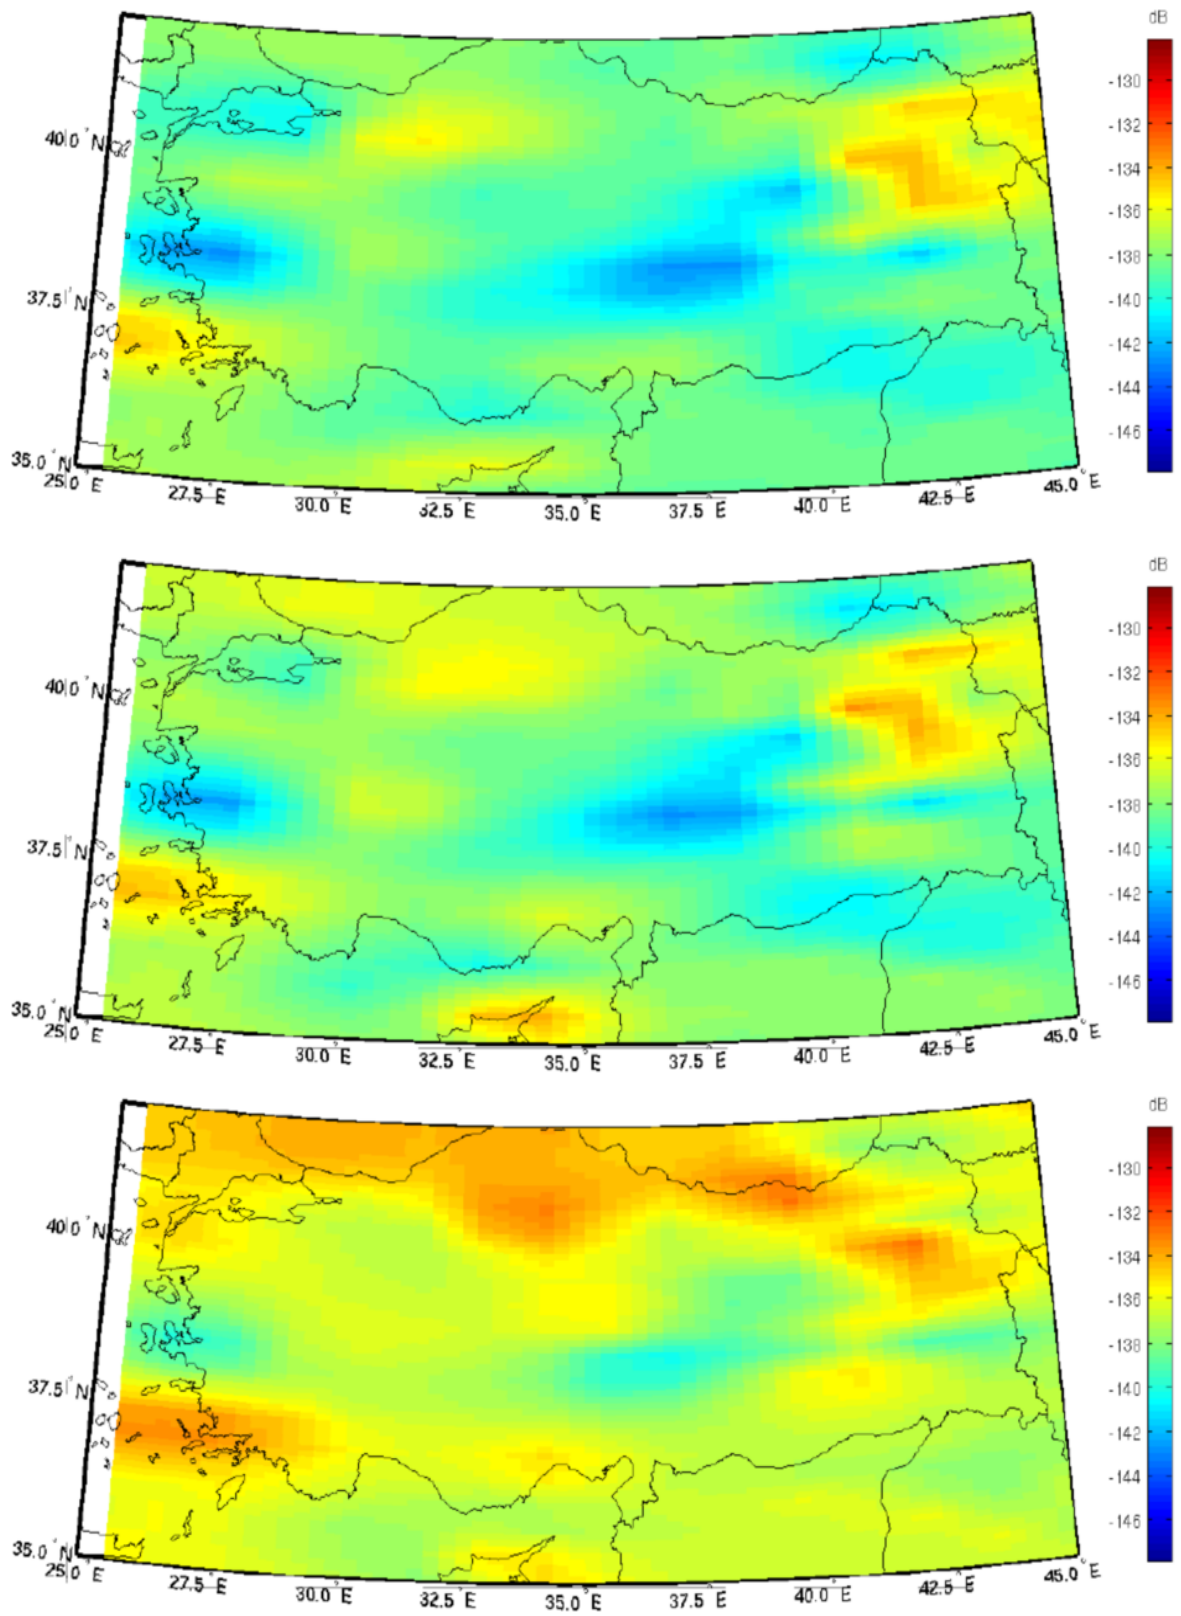 dB
-130
-132
40.0 °N
-134
-136
-138
37.5 °N
-140
-142
-144
-146
35.0 °N
25.0 °E
27.5 °E
30.0 °E
32.5 °E
35.0 °E
37.5 °E
40.0 °E
42.5 °E
45.0 °E
dB
-130
-132
40.0 °N
-134
-136
-138
37.5 °N
-140
-142
-144
-146
35.0 °N
25.0 °E
27.5 °E
30.0 °E
32.5 °E
35.0 °E
37.5 °E
40.0 °E
42.5 °E
45.0 °E
dB
-130
-132
40.0 °N
-134
-136
-138
37.5 °N
-140
-142
-144
-146
35.0 °N
25.0 °E
27.5 °E
30.0 °E
32.5 °E
35.0 °E
37.5 °E
40.0 °E
42.5 °E
45.0 °E